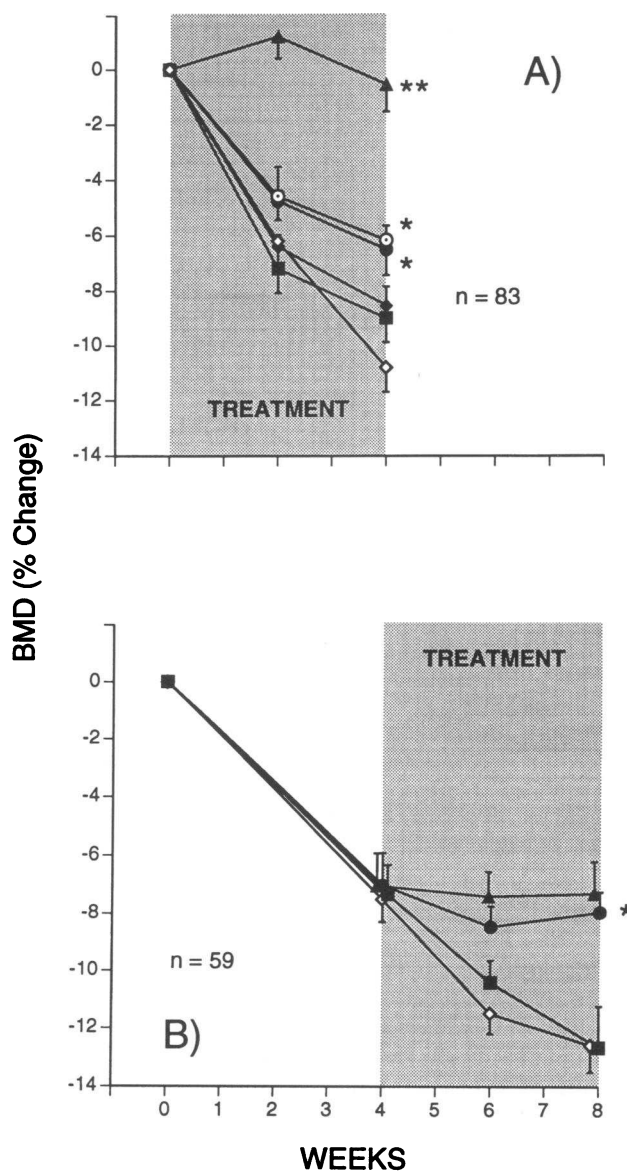 A)
0
-2
-4
-6
-8
-10
-12
-14
**
*
*
n = 83
TREATMENT
BMD (% Change)
TREATMENT
0
-2
-4
-6
-8
-10
-12
-14
*
n = 59
B)
0 1 2 3 4 5 6 7 8
WEEKS